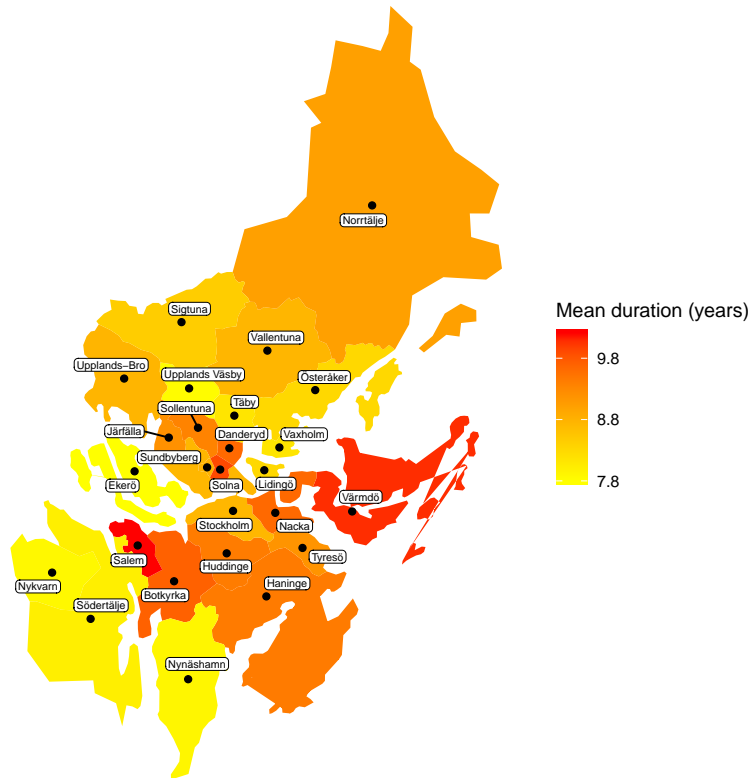 Norrtälje
Sigtuna
Vallentuna
Mean duration (years)
9.8
8.8
7.8
Upplands−Bro
Upplands Väsby
Österåker
Täby
Sollentuna
Järfälla
Danderyd
Vaxholm
Sundbyberg
Ekerö
Solna
Lidingö
Värmdö
Stockholm
Nacka
Salem
Huddinge
Tyresö
Nykvarn
Botkyrka
Haninge
Södertälje
Nynäshamn